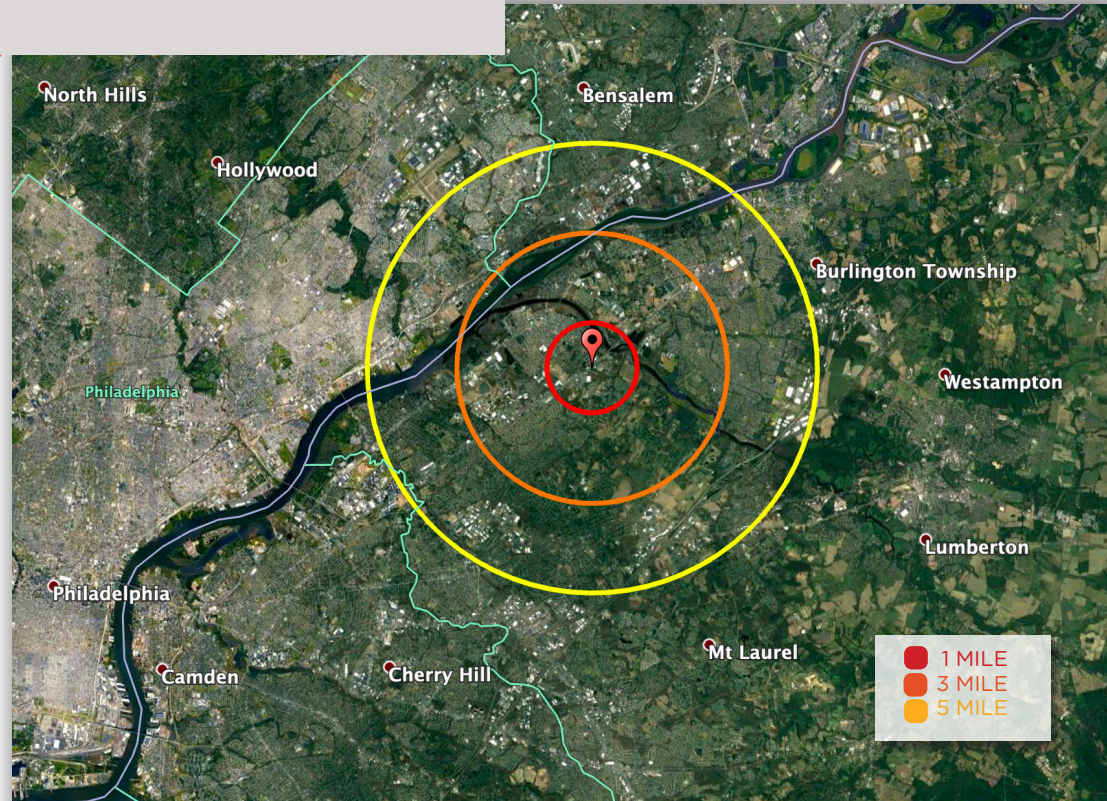 North Hills
Bensalem
Hollywood
Burlington Township
Philadelphia
Westampton
Lumberton
Philadelphia
Mt Laurel
Camden
Cherry Hill
1 MILE
3 MILE
5 MILE